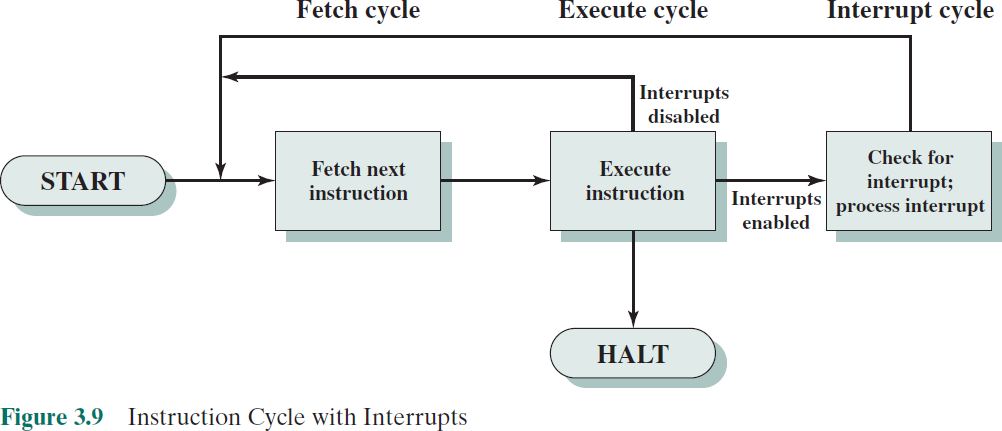 Fetch cycle
Execute cycle
Interrupt cycle
Interrupts
disabled
START
Fetch next
instruction
Execute
instruction
Interrupts
enabled
Check for
interrupt;
process interrupt
HALT
Figure 3.9 Instruction Cycle with Interrupts